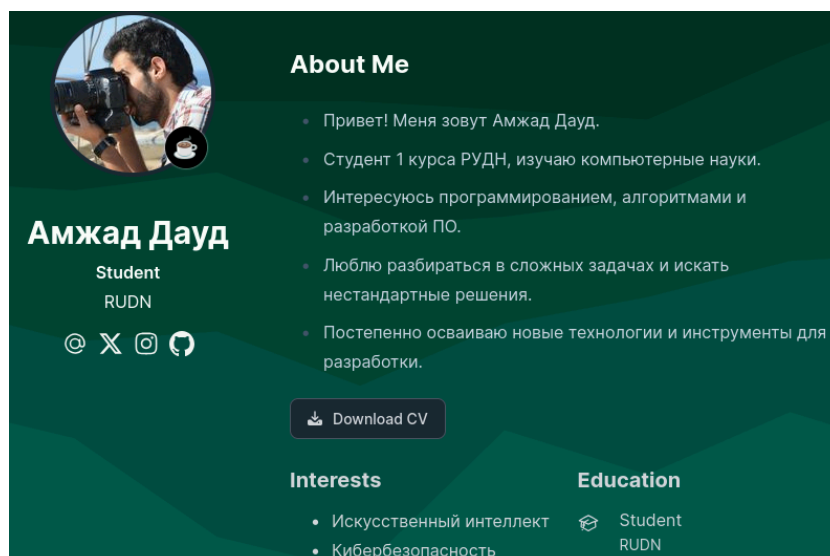 Амжад Дауд
Student
RUDN
About Me
Привет! Меня зовут Амжад Дауд.
Студент 1 курса РУДН, изучаю компьютерные науки.
Интересуюсь программированием, алгоритмами и
разработкой ПО.
Люблю разбираться в сложных задачах и искать
нестандартные решения.
Постепенно осваиваю новые технологии и инструменты для
разработки.
Download CV
Interests
Искусственный интеллект
Кибербезопасность
Education
Student
RUDN